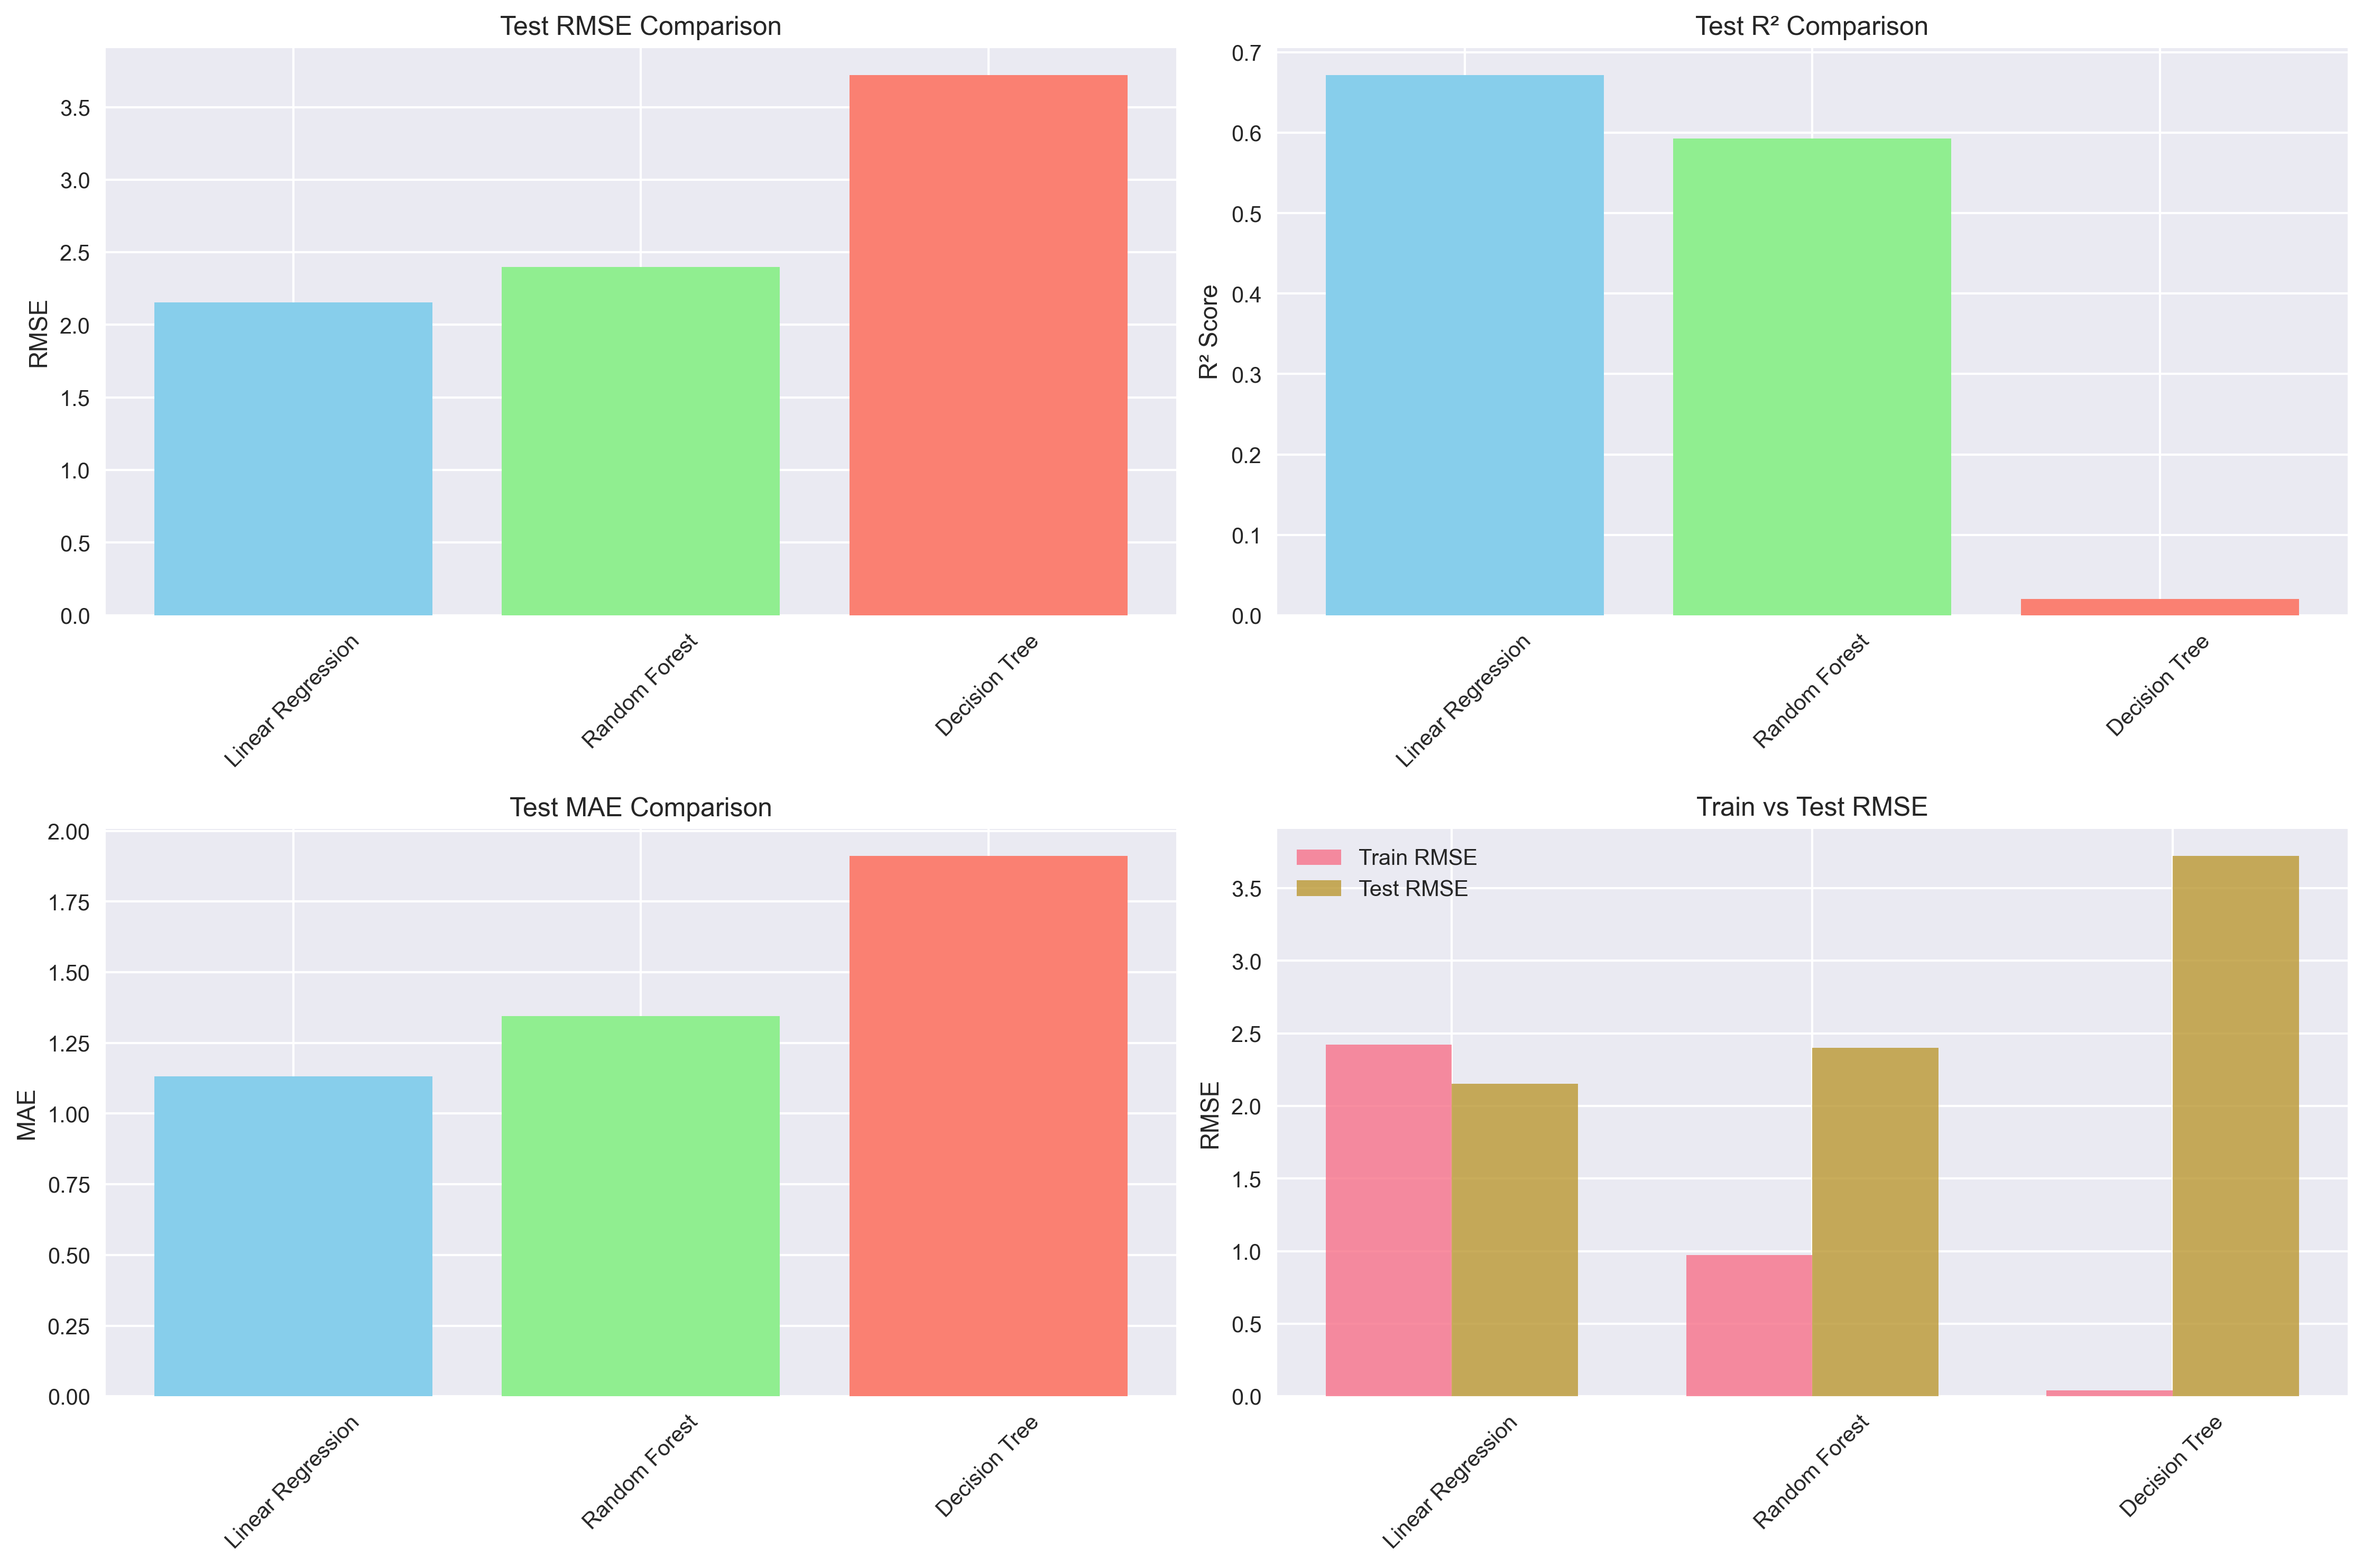 Test RMSE Comparison
RMSE
3.5
3.0
2.5
2.0
1.5
1.0
0.5
0.0
Linear Regression
Random Forest
Decision Tree
Test R² Comparison
R² Score
0.7
0.6
0.5
0.4
0.3
0.2
0.1
0.0
Linear Regression
Random Forest
Decision Tree
Test MAE Comparison
MAE
2.00
1.75
1.50
1.25
1.00
0.75
0.50
0.25
0.00
Linear Regression
Random Forest
Decision Tree
Train vs Test RMSE
Train RMSE
Test RMSE
RMSE
3.5
3.0
2.5
2.0
1.5
1.0
0.5
0.0
Linear Regression
Random Forest
Decision Tree